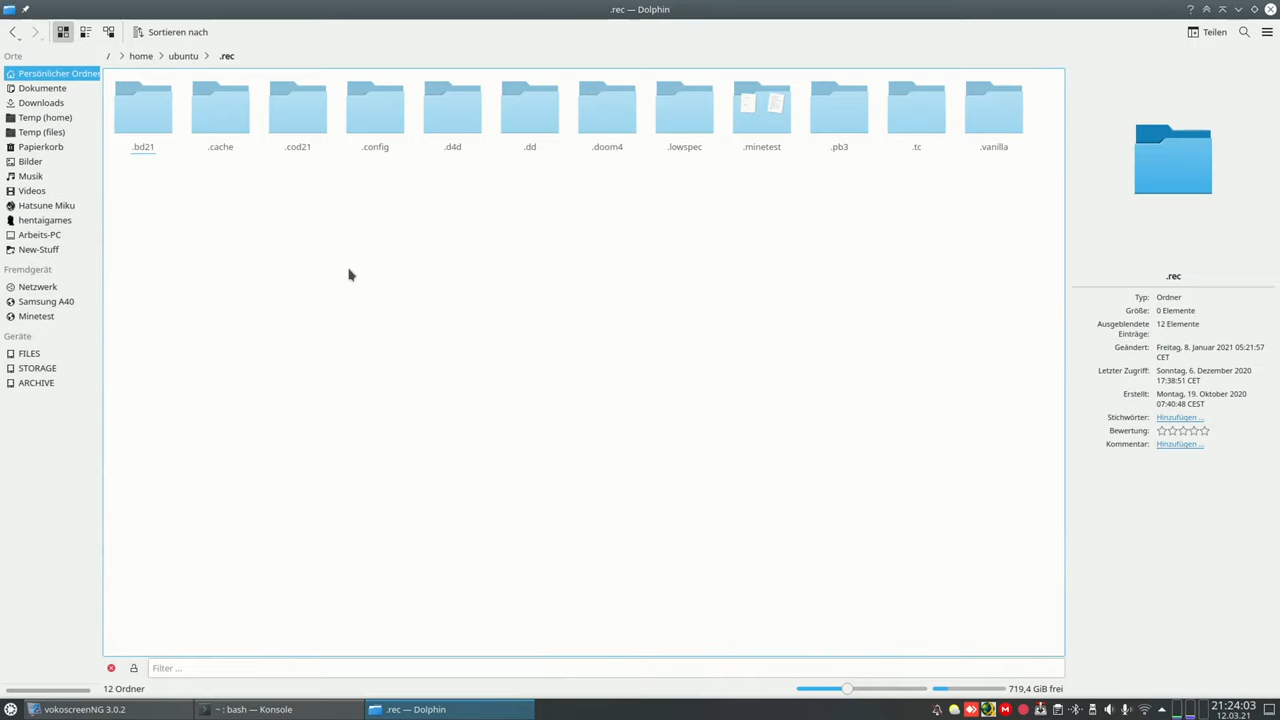 .rec — Dolphin
Sortieren nach
Teilen
/ home ubuntu .rec
Orte
Persönlicher Ordner
Dokumente
Downloads
Temp (home)
Temp (files)
Papierkorb
Bilder
Musik
Videos
Hatsune Miku
hentaigames
Arbeits-PC
New-Stuff
Fremdgerät
Netzwerk
Samsung A40
Minetest
Geräte
FILES
STORAGE
ARCHIVE
.bd21 .cache .cod21 .config .d4d .dd .doom4 .lowspec .minetest .pb3 .tc .vanilla
.rec
Typ: Ordner
Größe: 0 Elemente
Ausgeblendete Einträge: 12 Elemente
Geändert: Freitag, 8. Januar 2021 05:21:57 CET
Letzter Zugriff: Sonntag, 6. Dezember 2020 17:38:51 CET
Erstellt: Montag, 19. Oktober 2020 07:40:48 CEST
Stichwörter: Hinzufügen ...
Bewertung:
Kommentar: Hinzufügen ...
Filter ...
12 Ordner
719,4 GiB frei
vokoscreenNG 3.0.2
~ : bash — Konsole
.rec — Dolphin
21:24:03
12.03.21